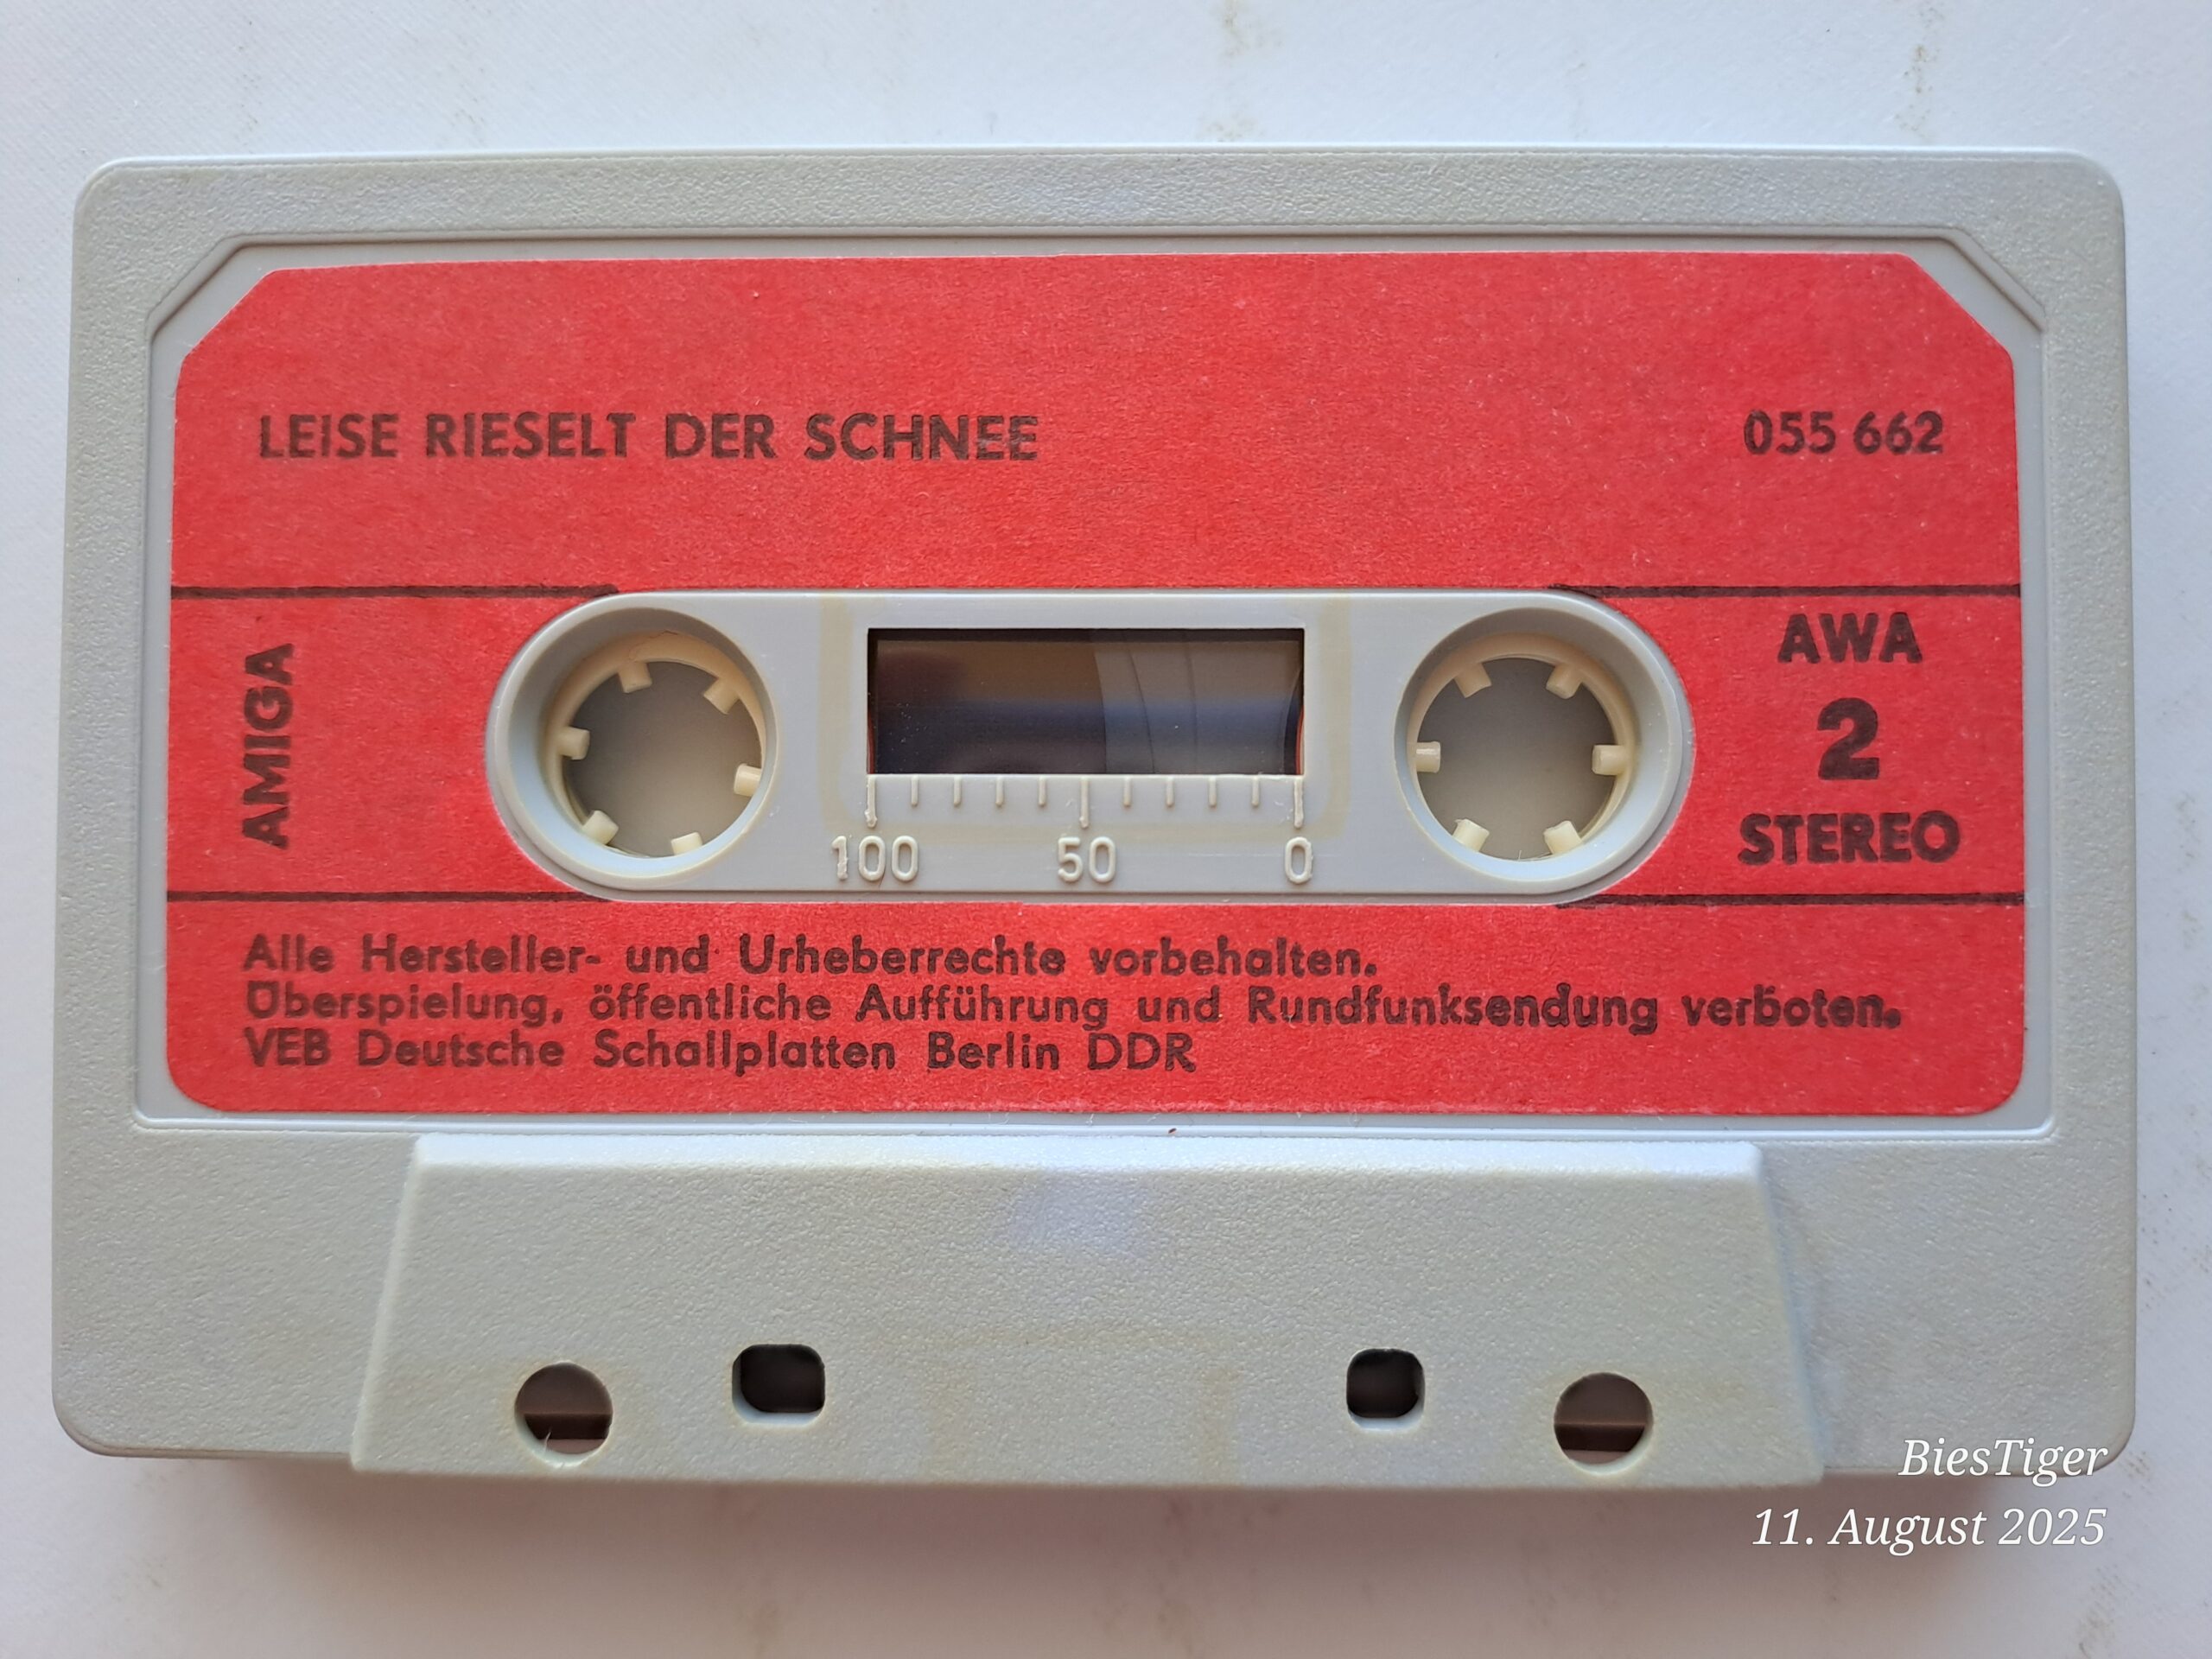 LEISE RIESELT DER SCHNEE
055 662
AMIGA
AWA
2
STEREO
100 50 0
Alle Hersteller- und Urheberrechte vorbehalten.
Überspielung, öffentliche Aufführung und Rundfunksendung verboten.
VEB Deutsche Schallplatten Berlin DDR
BiesTiger
11. August 2025